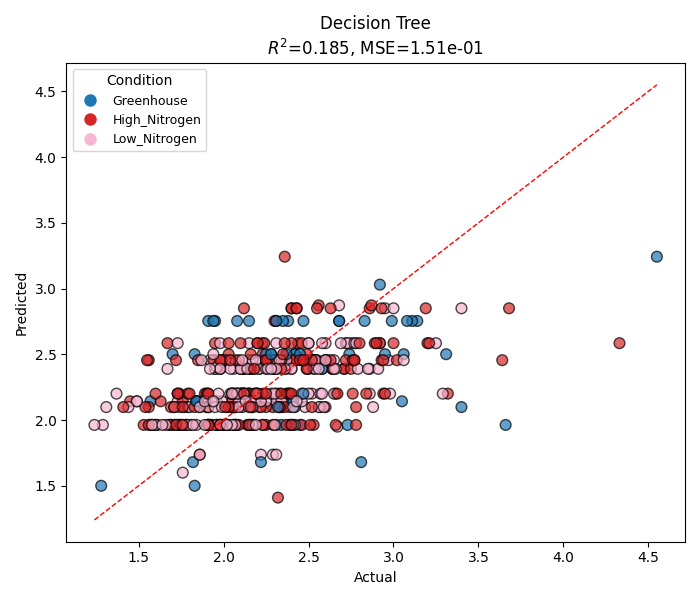 Decision Tree
R²=0.185, MSE=1.51e-01
Condition
Greenhouse
High_Nitrogen
Low_Nitrogen
4.5
4.0
3.5
3.0
2.5
2.0
1.5
Predicted
1.5 2.0 2.5 3.0 3.5 4.0 4.5
Actual